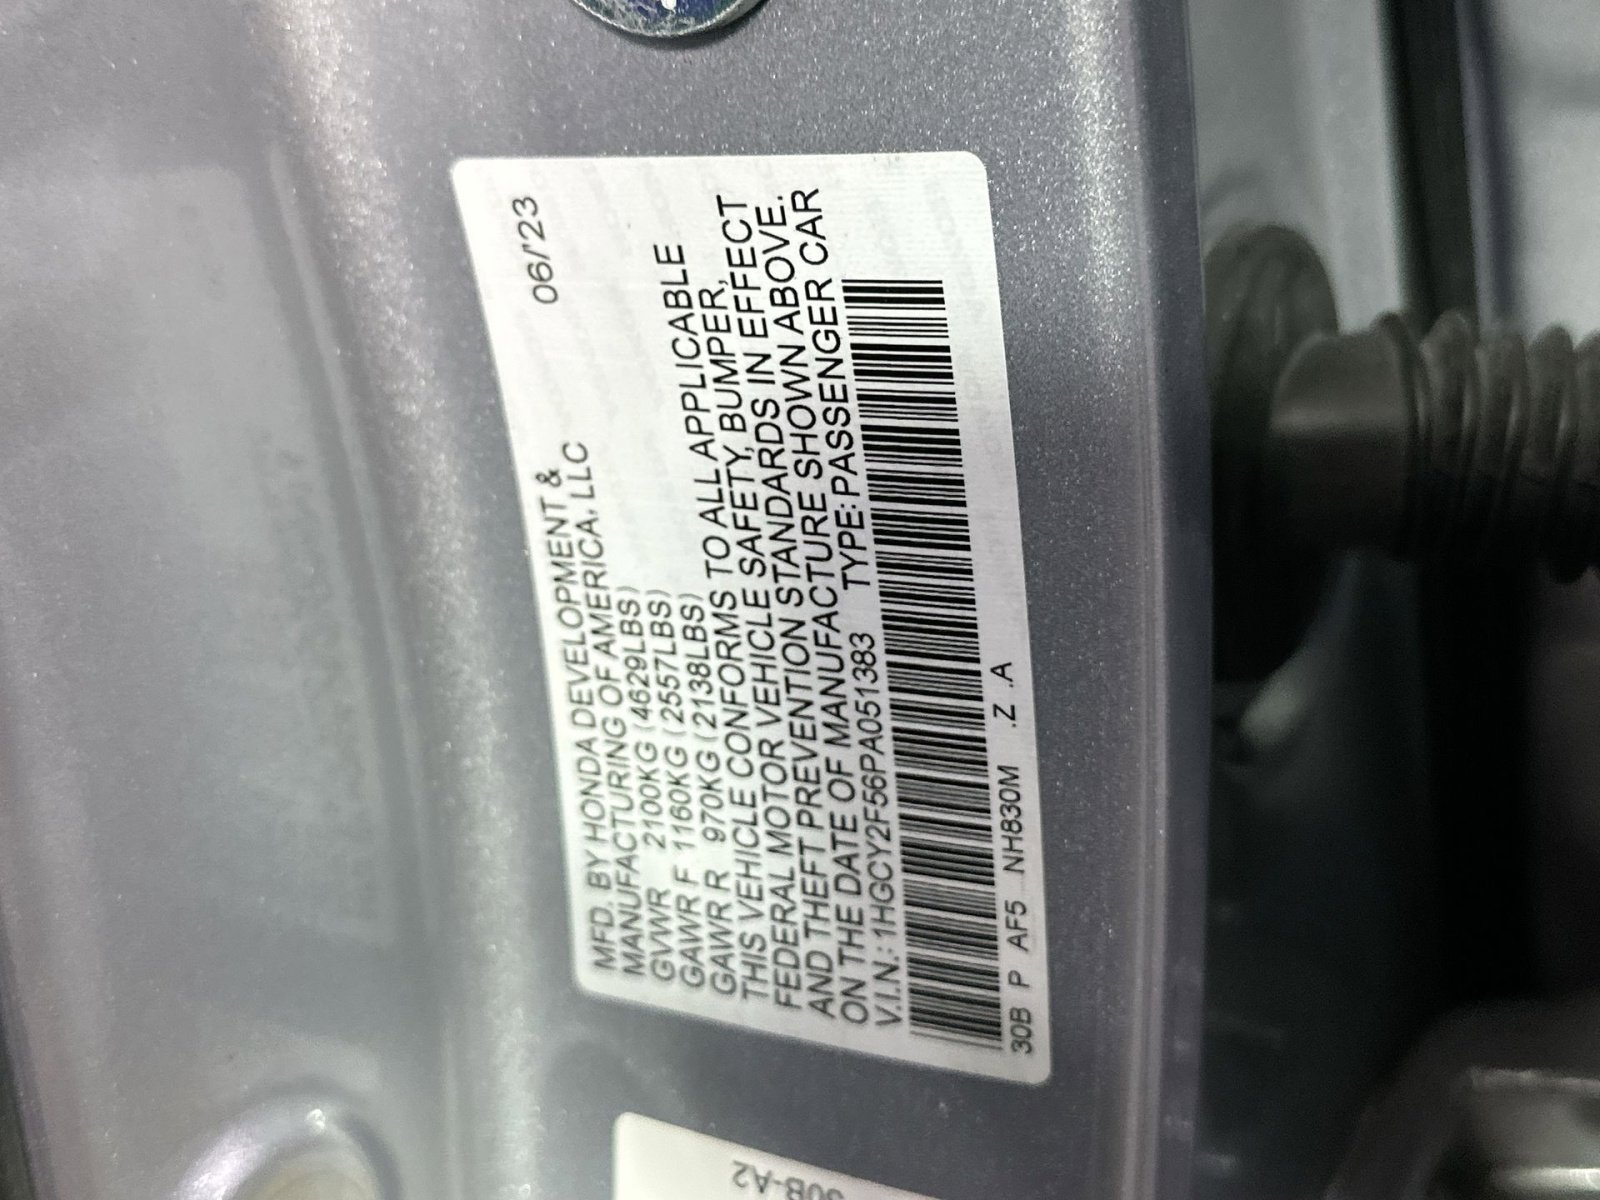 06/'23
MFD. BY HONDA DEVELOPMENT &
MANUFACTURING OF AMERICA, LLC
GVWR 2100KG (4629LBS)
GAWR F 1160KG (2557LBS)
GAWR R 970KG (2138LBS)
THIS VEHICLE CONFORMS TO ALL APPLICABLE
FEDERAL MOTOR VEHICLE SAFETY, BUMPER,
AND THEFT PREVENTION STANDARDS IN EFFECT
ON THE DATE OF MANUFACTURE SHOWN ABOVE.
V.I.N.: 1HGCY2F56PA051383 TYPE: PASSENGER CAR
30B P AF5 NH830M .Z .A